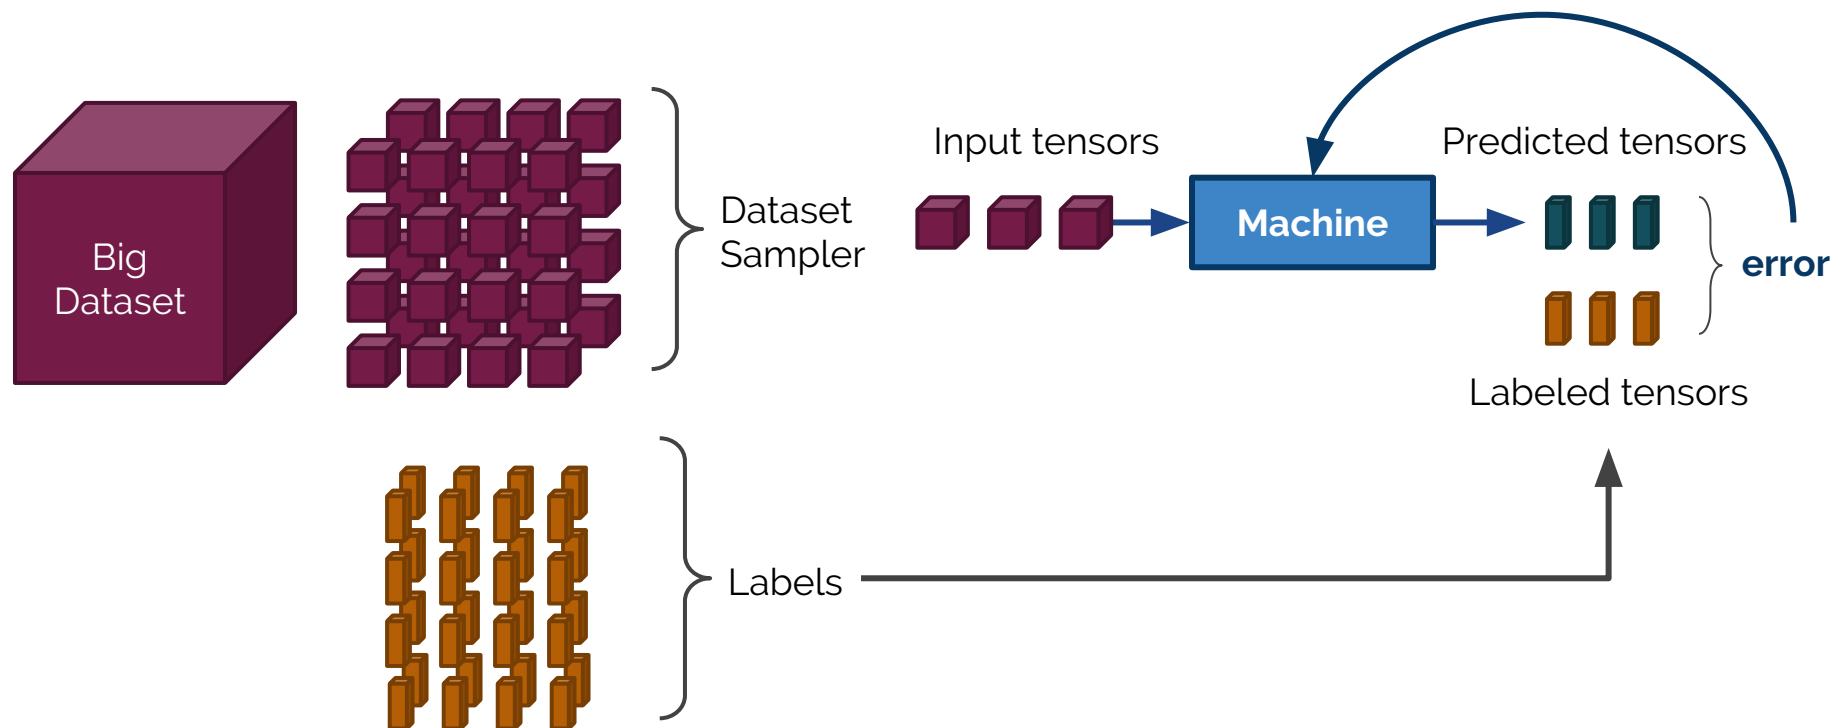 Big
Dataset
Dataset
Sampler
Input tensors
Machine
Predicted tensors
error
Labeled tensors
Labels